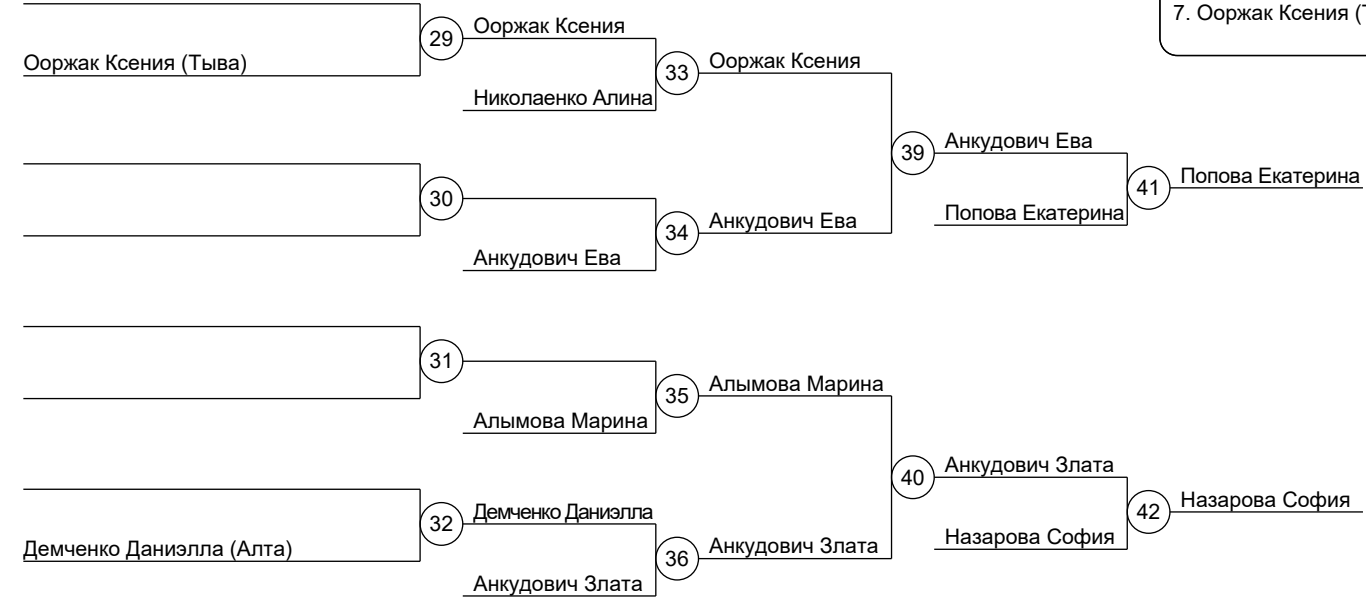 7. Ооржак Ксения (Т
29
Ооржак Ксения
Ооржак Ксения (Тыва)
33
Ооржак Ксения
Николаенко Алина
39
Анкудович Ева
41
Попова Екатерина
30
34
Анкудович Ева
Попова Екатерина
Анкудович Ева
31
35
Алымова Марина
Алымова Марина
40
Анкудович Злата
42
Назарова София
32
Демченко Даниэлла
Демченко Даниэлла (Алта)
36
Анкудович Злата
Назарова София
Анкудович Злата